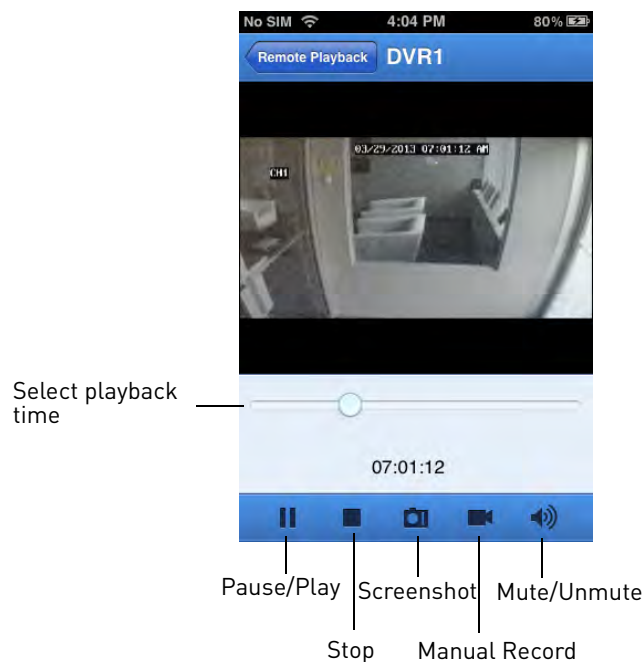 No SIM 4:04 PM 80%
Remote Playback DVR1
03/29/2013 07:01:12 AM
CH1
Select playback
time
07:01:12
Pause/Play Screenshot Mute/Unmute
Stop Manual Record